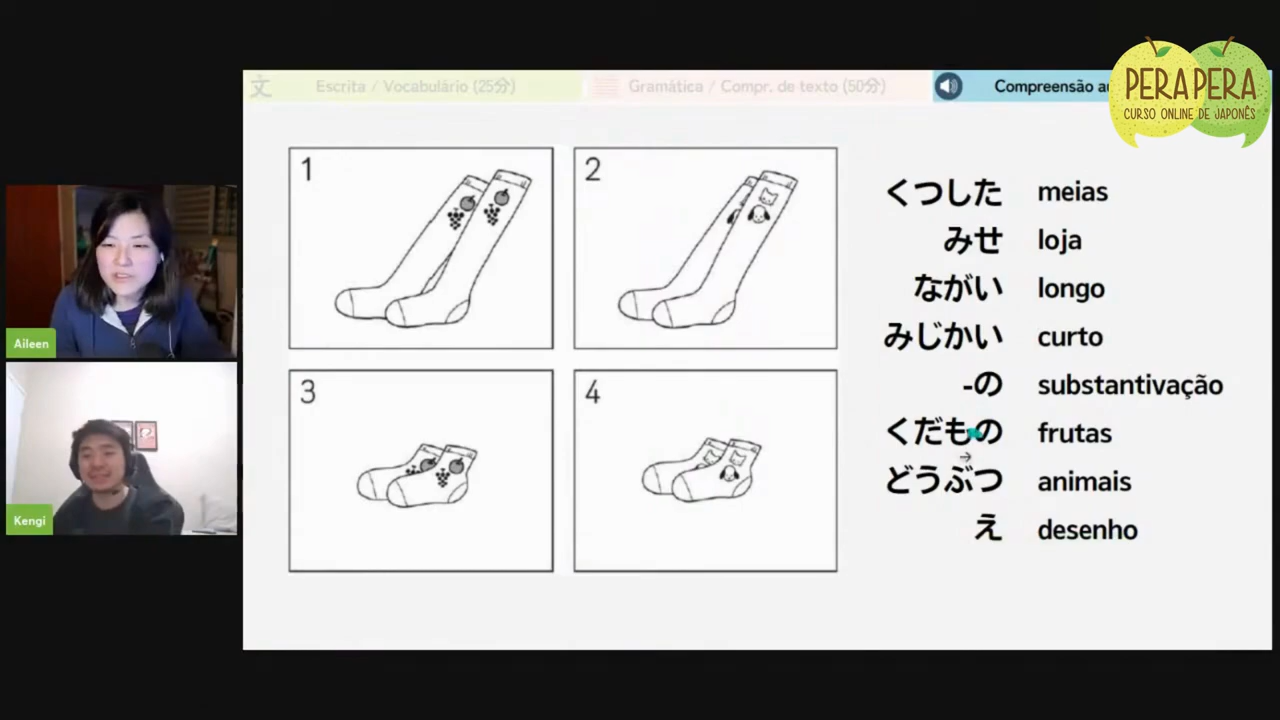 PERAPERA
CURSO ONLINE DE JAPONÊS
文 Escrita / Vocabulário (25分)
Gramática / Compr. de texto (50分)
Compreensão
1
2
3
4
くつした meias
みせ loja
ながい longo
みじかい curto
-の substantivação
くだもの frutas
どうぶつ animais
え desenho
Aileen
Kengi